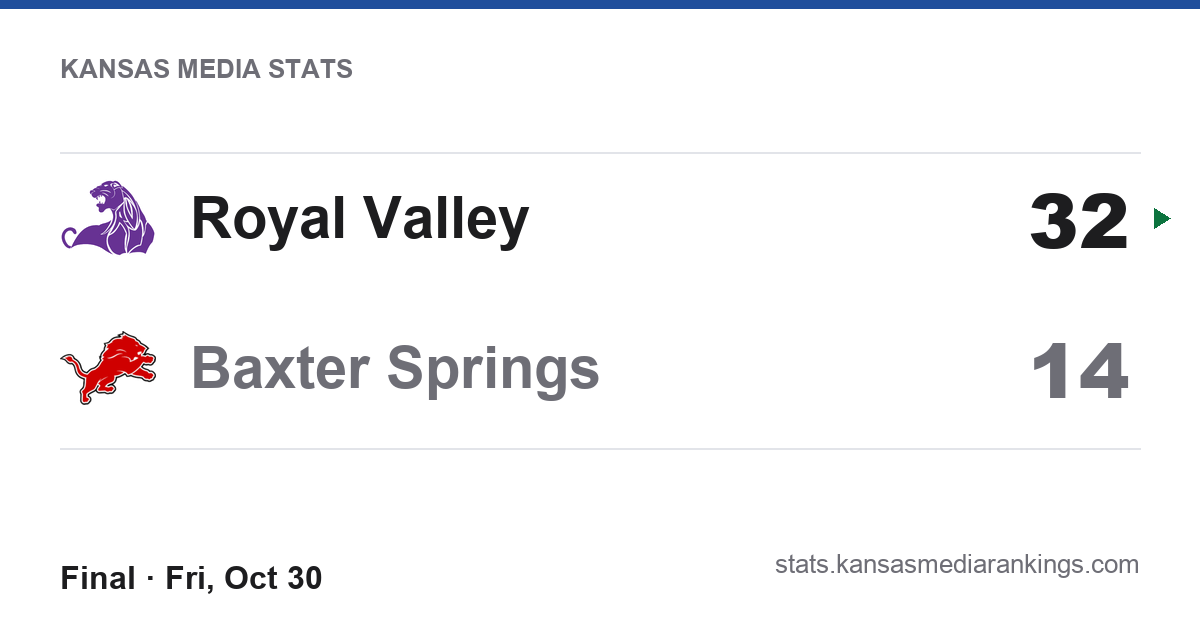 KANSAS MEDIA STATS
Royal Valley 32
Baxter Springs 14
Final · Fri, Oct 30
stats.kansasmediarankings.com